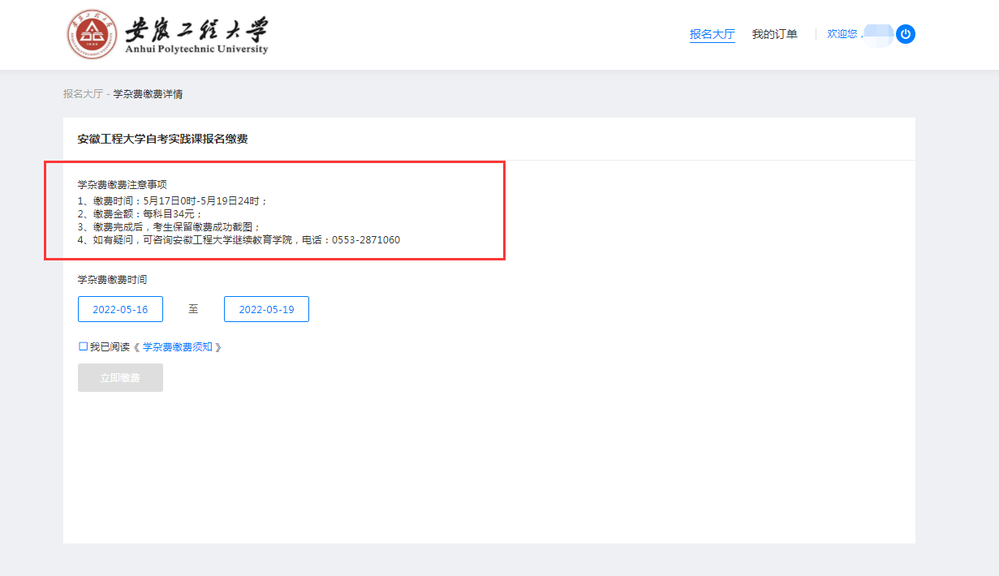 安徽工程大学
Anhui Polytechnic University
报名大厅 我的订单 欢迎您，
报名大厅 - 学杂费缴费详情
安徽工程大学自考实践课报名缴费
学杂费缴费注意事项
1、缴费时间：5月17日0时-5月19日24时；
2、缴费金额：每科目34元；
3、缴费完成后，考生保留缴费成功截图；
4、如有疑问，可咨询安徽工程大学继续教育学院，电话：0553-2871060
学杂费缴费时间
2022-05-16 至 2022-05-19
我已阅读《 学杂费缴费须知 》
立即缴费